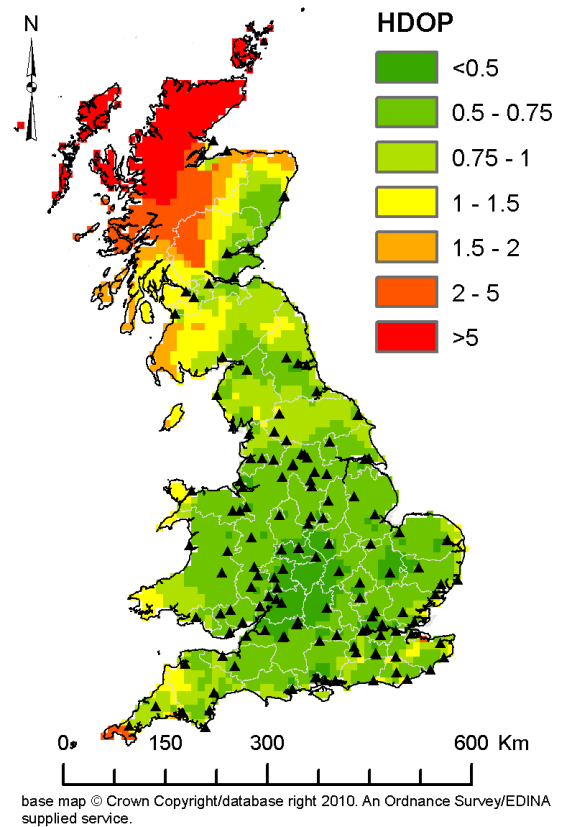 N
HDOP
<0.5
0.5 - 0.75
0.75 - 1
1 - 1.5
1.5 - 2
2 - 5
>5
0 150 300 600 Km
base map © Crown Copyright/database right 2010. An Ordnance Survey/EDINA
supplied service.